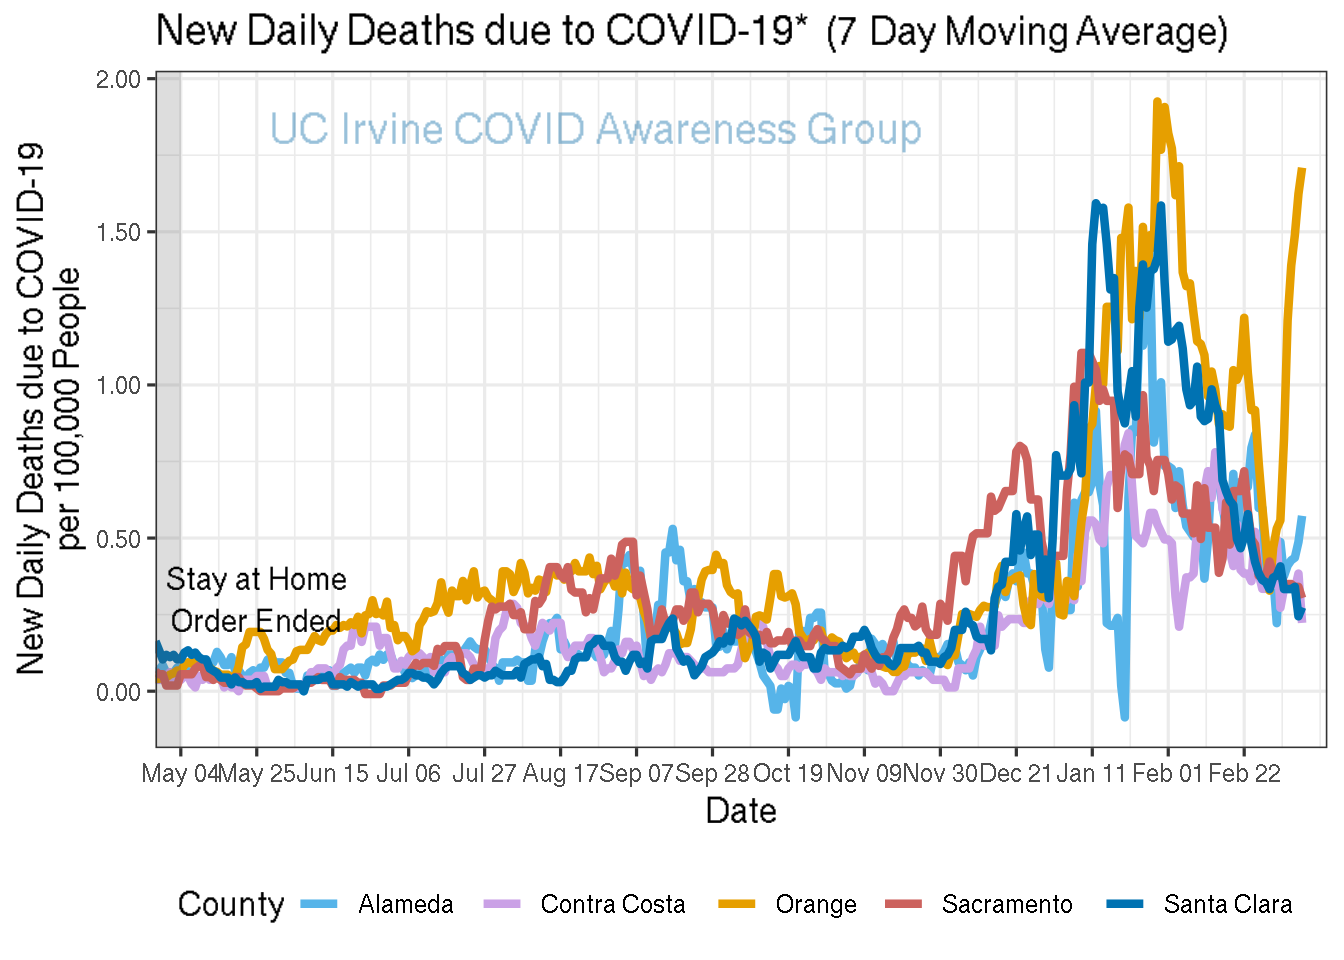 New Daily Deaths due to COVID-19* (7 Day Moving Average)
New Daily Deaths due to COVID-19
per 100,000 People
2.00
1.50
1.00
0.50
0.00
UC Irvine COVID Awareness Group
Stay at Home
Order Ended
May 04 May 25 Jun 15 Jul 06 Jul 27 Aug 17 Sep 07 Sep 28 Oct 19 Nov 09 Nov 30 Dec 21 Jan 11 Feb 01 Feb 22
Date
County Alameda Contra Costa Orange Sacramento Santa Clara